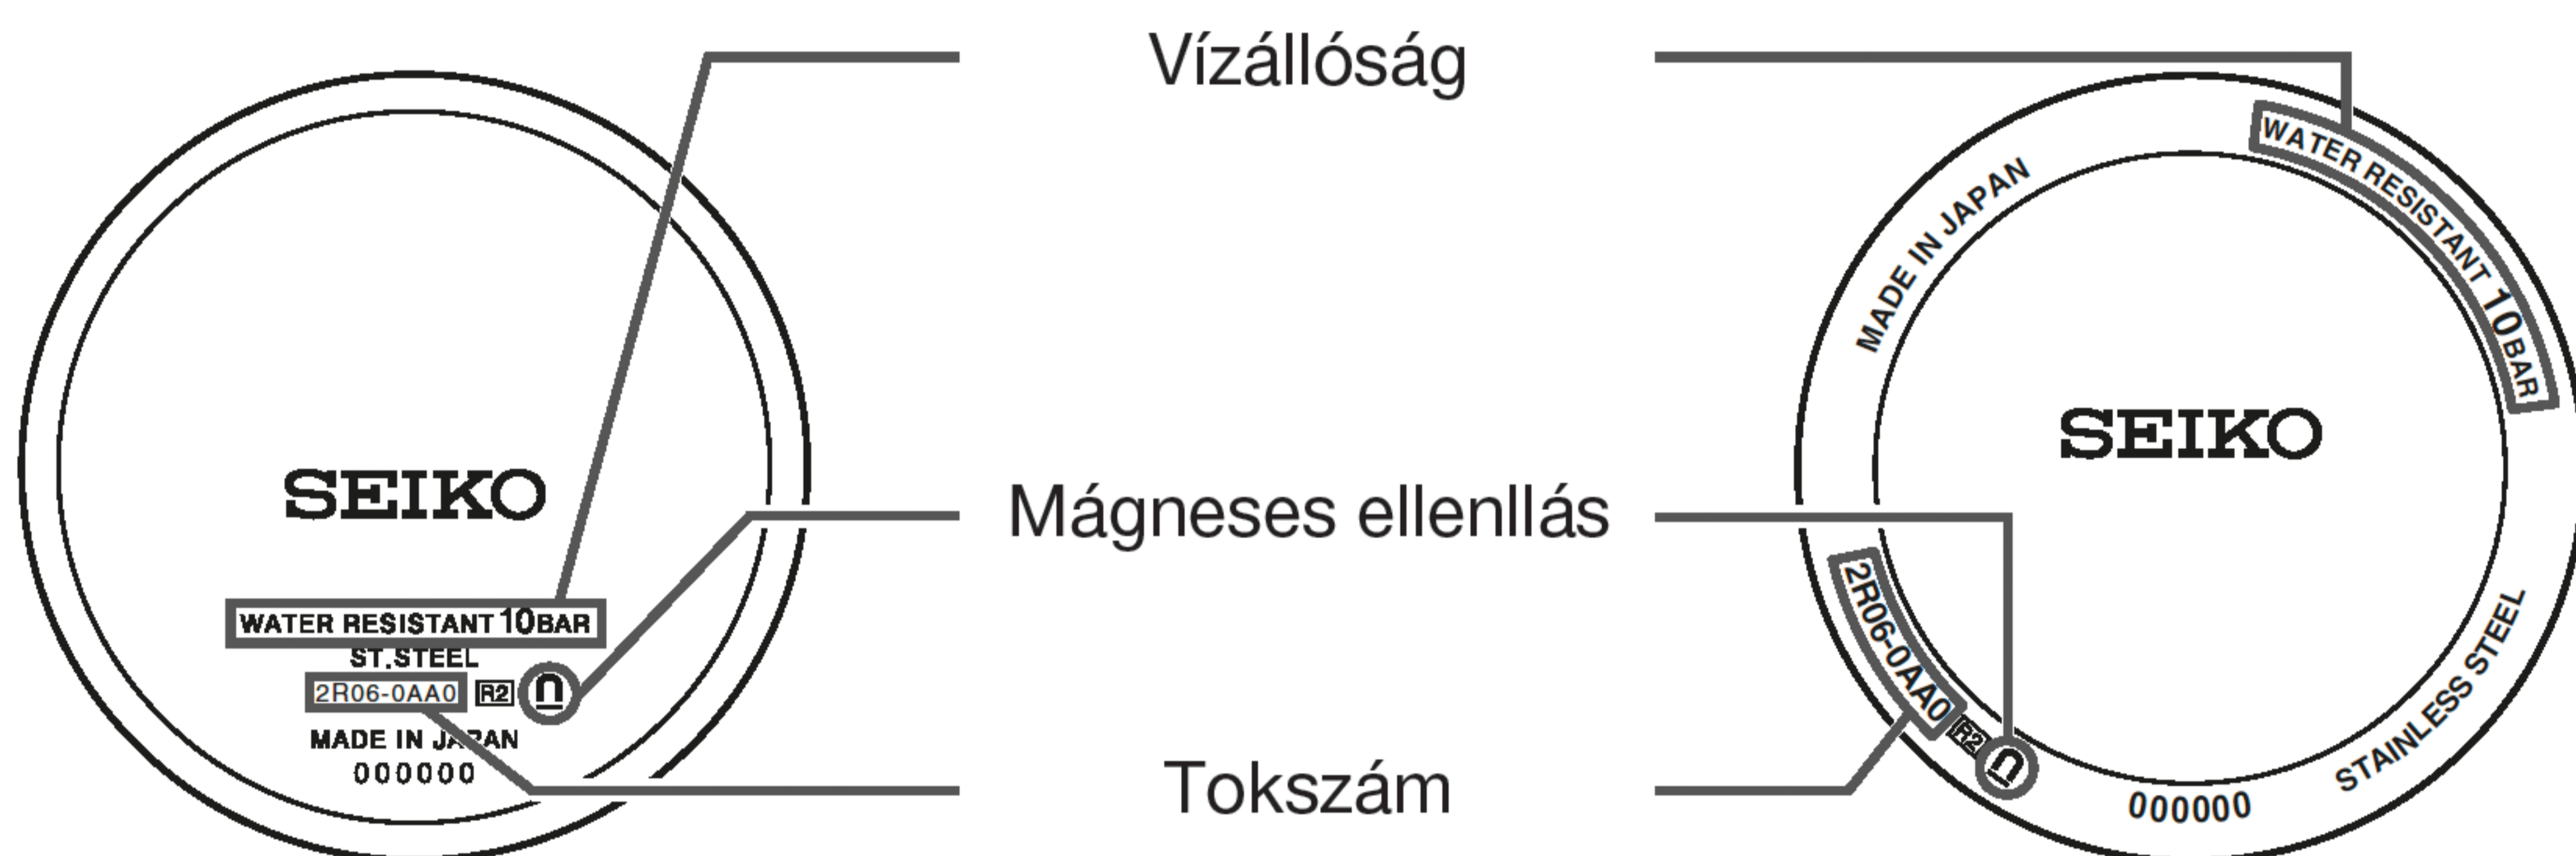 Vízállóság
Mágneses ellenllás
Tokszám
SEIKO
WATER RESISTANT 10BAR
ST.STEEL
2R06-0AA0 R2 n
MADE IN JAPAN
000000
MADE IN JAPAN
WATER RESISTANT 10BAR
SEIKO
2R06-0AA0 R2 n
000000
STAINLESS STEEL